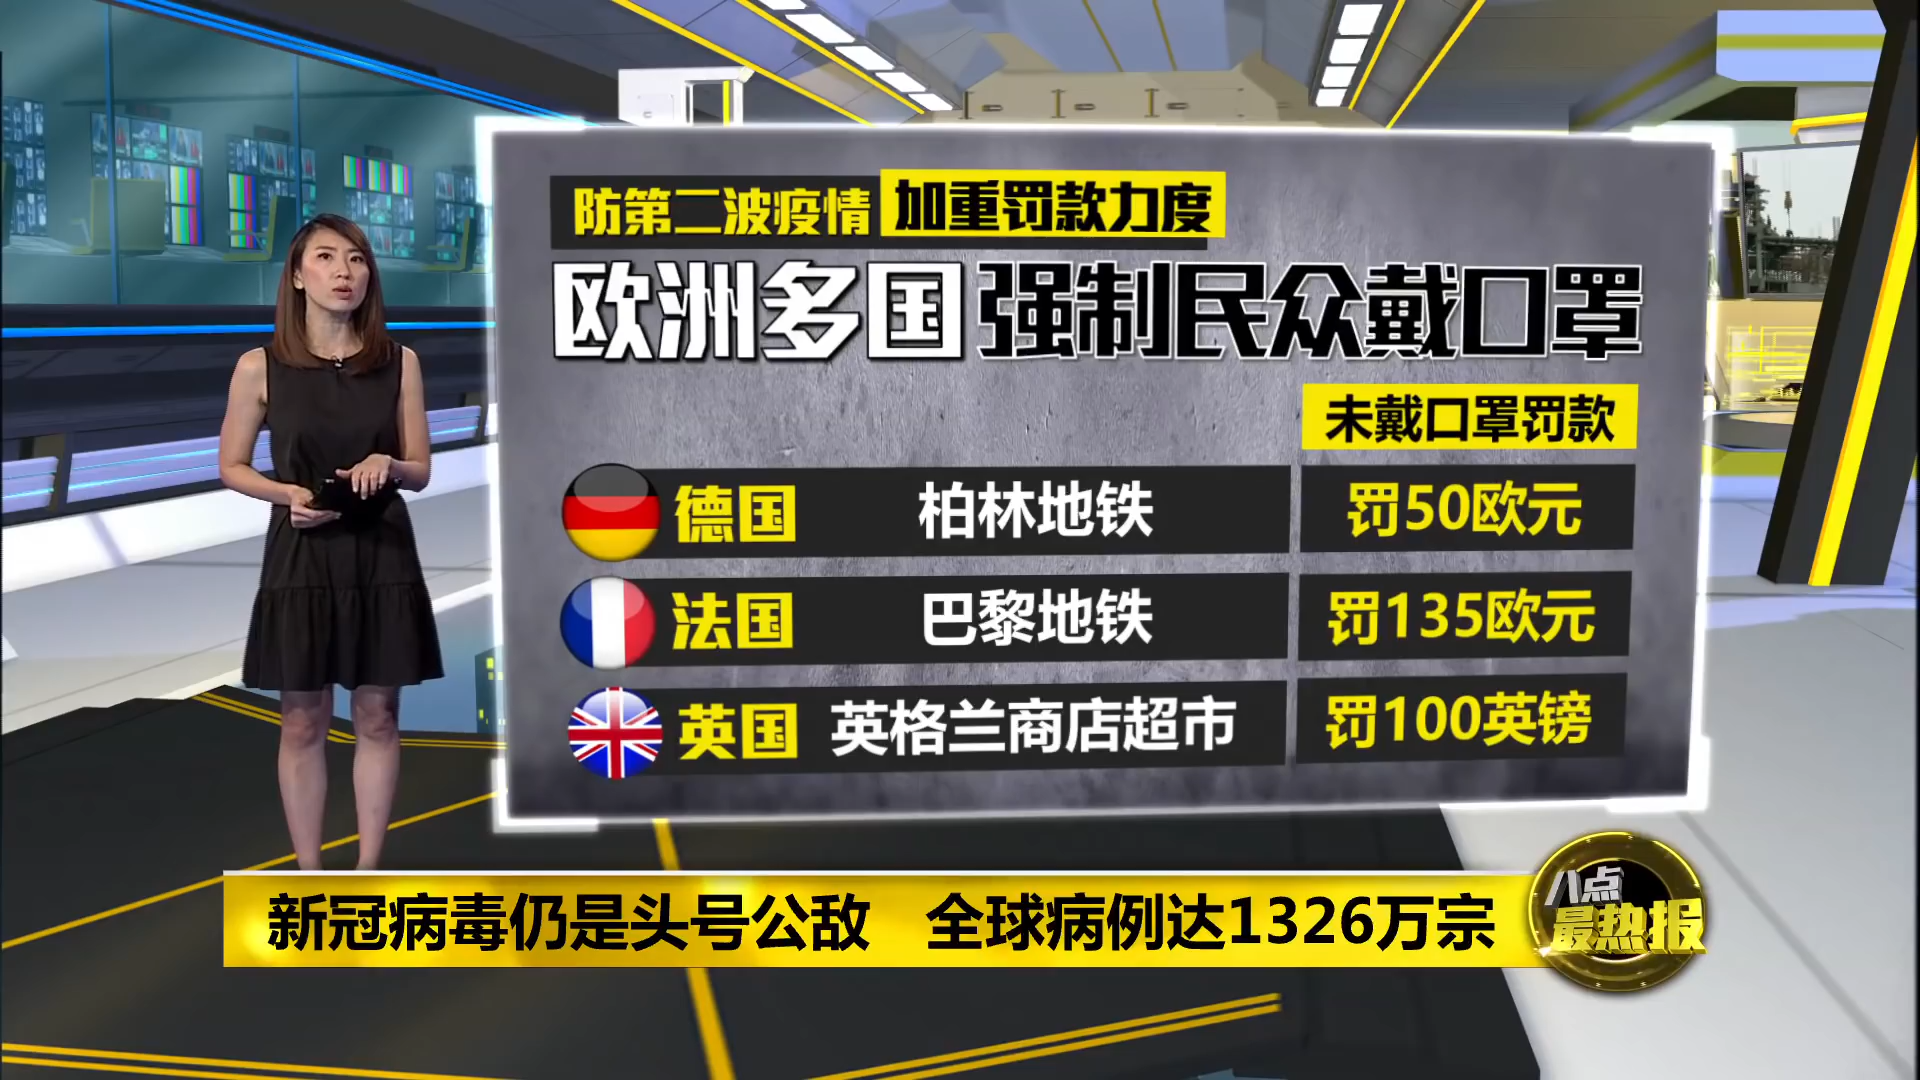 防第二波疫情 加重罚款力度
欧洲多国 强制民众戴口罩
未戴口罩罚款
德国 柏林地铁 罚50欧元
法国 巴黎地铁 罚135欧元
英国 英格兰商店超市 罚100英镑
新冠病毒仍是头号公敌 全球病例达1326万宗
八点
最热报